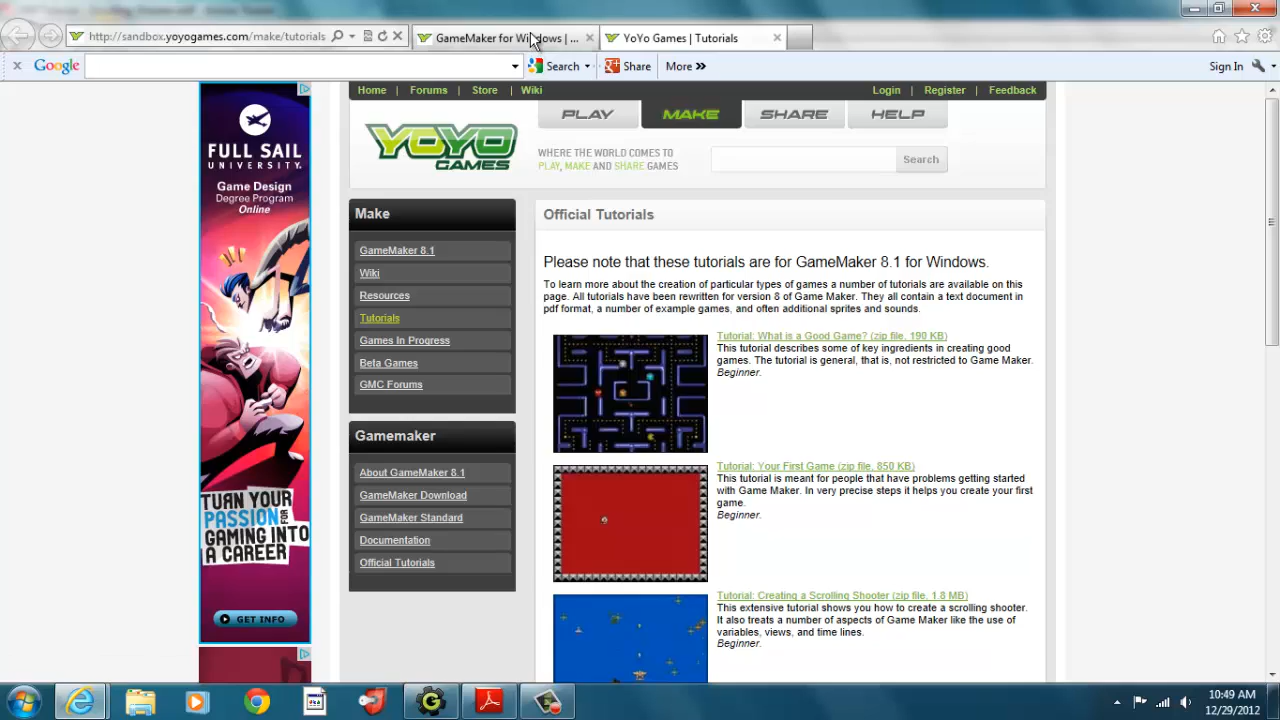 http://sandbox.yoyogames.com/make/tutorials
GameMaker for Windows | ...
YoYo Games | Tutorials
Google
Search
Share
More »
Sign In
Home | Forums | Store | Wiki
Login | Register | Feedback
YOYO GAMES
PLAY
MAKE
SHARE
HELP
WHERE THE WORLD COMES TO
PLAY, MAKE AND SHARE GAMES
Search
FULL SAIL
UNIVERSITY.
Game Design
Degree Program
Online
TURN YOUR
PASSION FOR
GAMING INTO
A CAREER
GET INFO
Make
GameMaker 8.1
Wiki
Resources
Tutorials
Games In Progress
Beta Games
GMC Forums
Gamemaker
About GameMaker 8.1
GameMaker Download
GameMaker Standard
Documentation
Official Tutorials
Official Tutorials
Please note that these tutorials are for GameMaker 8.1 for Windows.
To learn more about the creation of particular types of games a number of tutorials are available on this
page. All tutorials have been rewritten for version 8 of Game Maker. They all contain a text document in
pdf format, a number of example games, and often additional sprites and sounds.
Tutorial: What is a Good Game? (zip file, 190 KB)
This tutorial describes some of key ingredients in creating good
games. The tutorial is general, that is, not restricted to Game Maker.
Beginner.
Tutorial: Your First Game (zip file, 850 KB)
This tutorial is meant for people that have problems getting started
with Game Maker. In very precise steps it helps you create your first
game.
Beginner.
Tutorial: Creating a Scrolling Shooter (zip file, 1.8 MB)
This extensive tutorial shows you how to create a scrolling shooter.
It also treats a number of aspects of Game Maker like the use of
variables, views, and time lines.
Beginner.
10:49 AM
12/29/2012